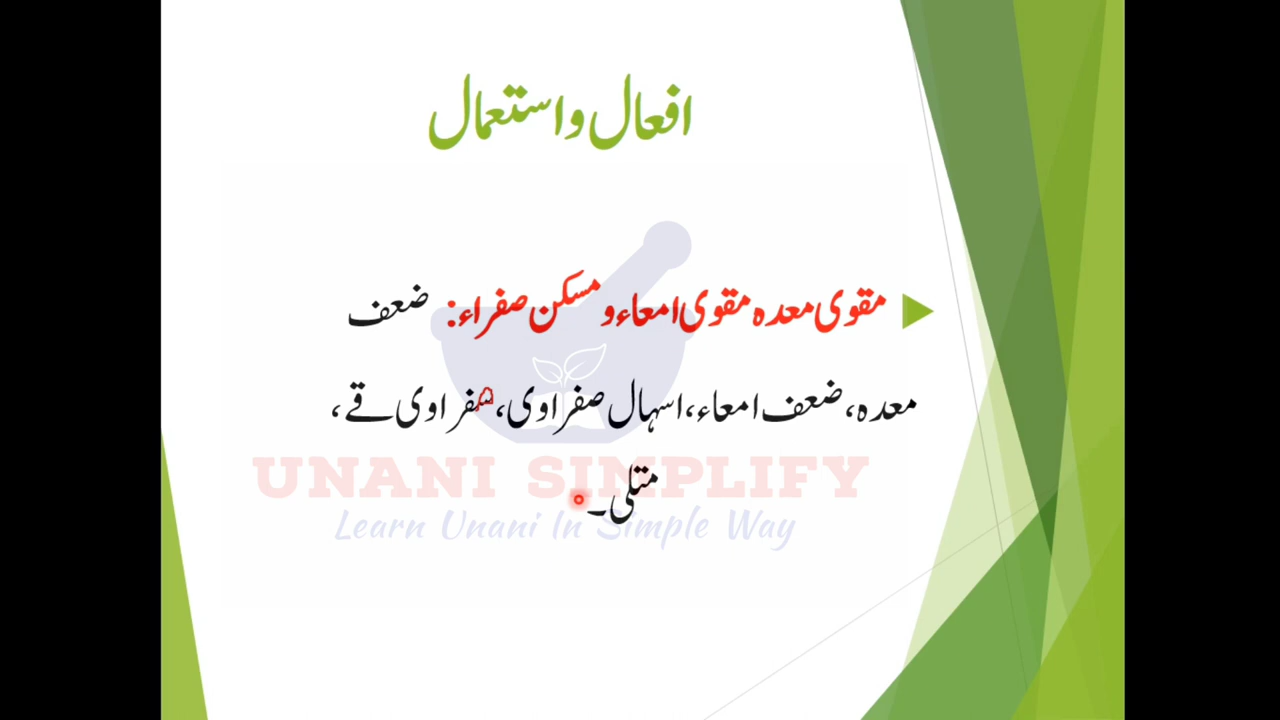 افعال و استعمال
مقوی معدہ مقوی امعاء و مسکن صفراء: ضعف
معدہ، ضعف امعاء، اسہال صفراوی، صفراوی قے،
متلی۔
UNANI SIMPLIFY
Learn Unani In Simple Way